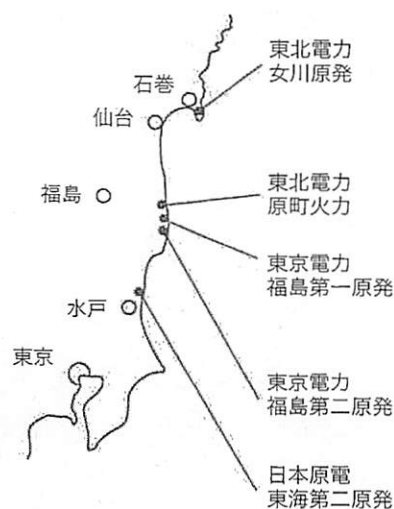 東北電力
女川原発
石巻
仙台
福島
東北電力
原町火力
東京電力
福島第一原発
水戸
東京
東京電力
福島第二原発
日本原電
東海第二原発